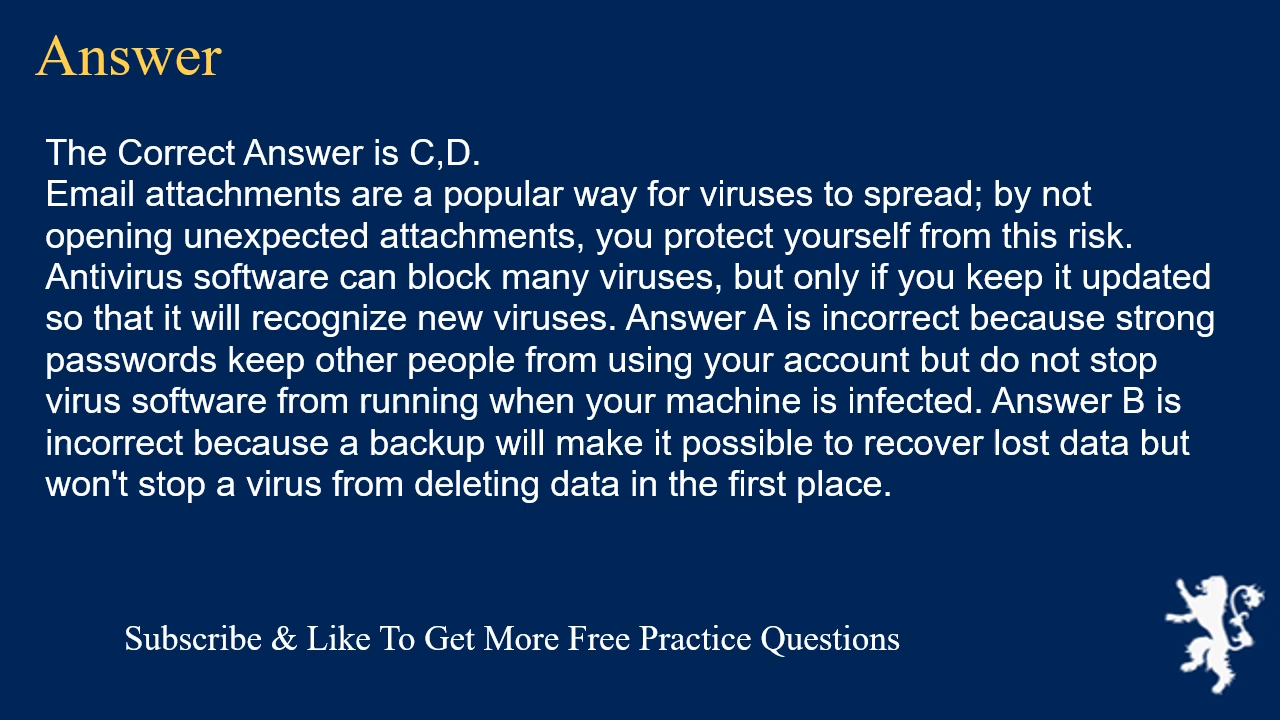 Answer
The Correct Answer is C,D.
Email attachments are a popular way for viruses to spread; by not
opening unexpected attachments, you protect yourself from this risk.
Antivirus software can block many viruses, but only if you keep it updated
so that it will recognize new viruses. Answer A is incorrect because strong
passwords keep other people from using your account but do not stop
virus software from running when your machine is infected. Answer B is
incorrect because a backup will make it possible to recover lost data but
won't stop a virus from deleting data in the first place.
Subscribe & Like To Get More Free Practice Questions